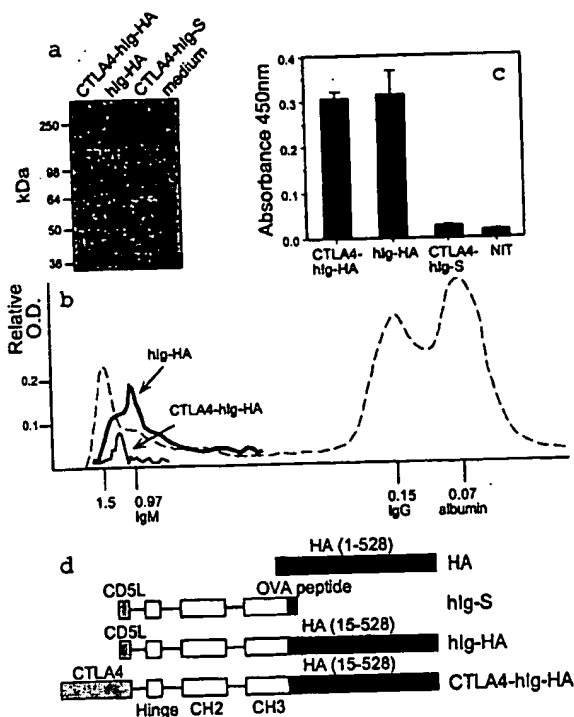 a
CTLA4-hIg-HA
hIg-HA
CTLA4-hIg-S
medium
kDa
250
98
64
50
36
c
Absorbance 450nm
0.4
0.3
0.2
0.1
0.0
CTLA4-hIg-HA
hIg-HA
CTLA4-hIg-S
NIT
b
Relative O.D.
0.2
0.1
hIg-HA
CTLA4-hIg-HA
1.5
0.97 IgM
0.15 IgG
0.07 albumin
d
HA (1-528)
HA
CD5L
OVA peptide
hIg-S
CD5L
HA (15-528)
hIg-HA
CTLA4
HA (15-528)
CTLA4-hIg-HA
Hinge
CH2
CH3